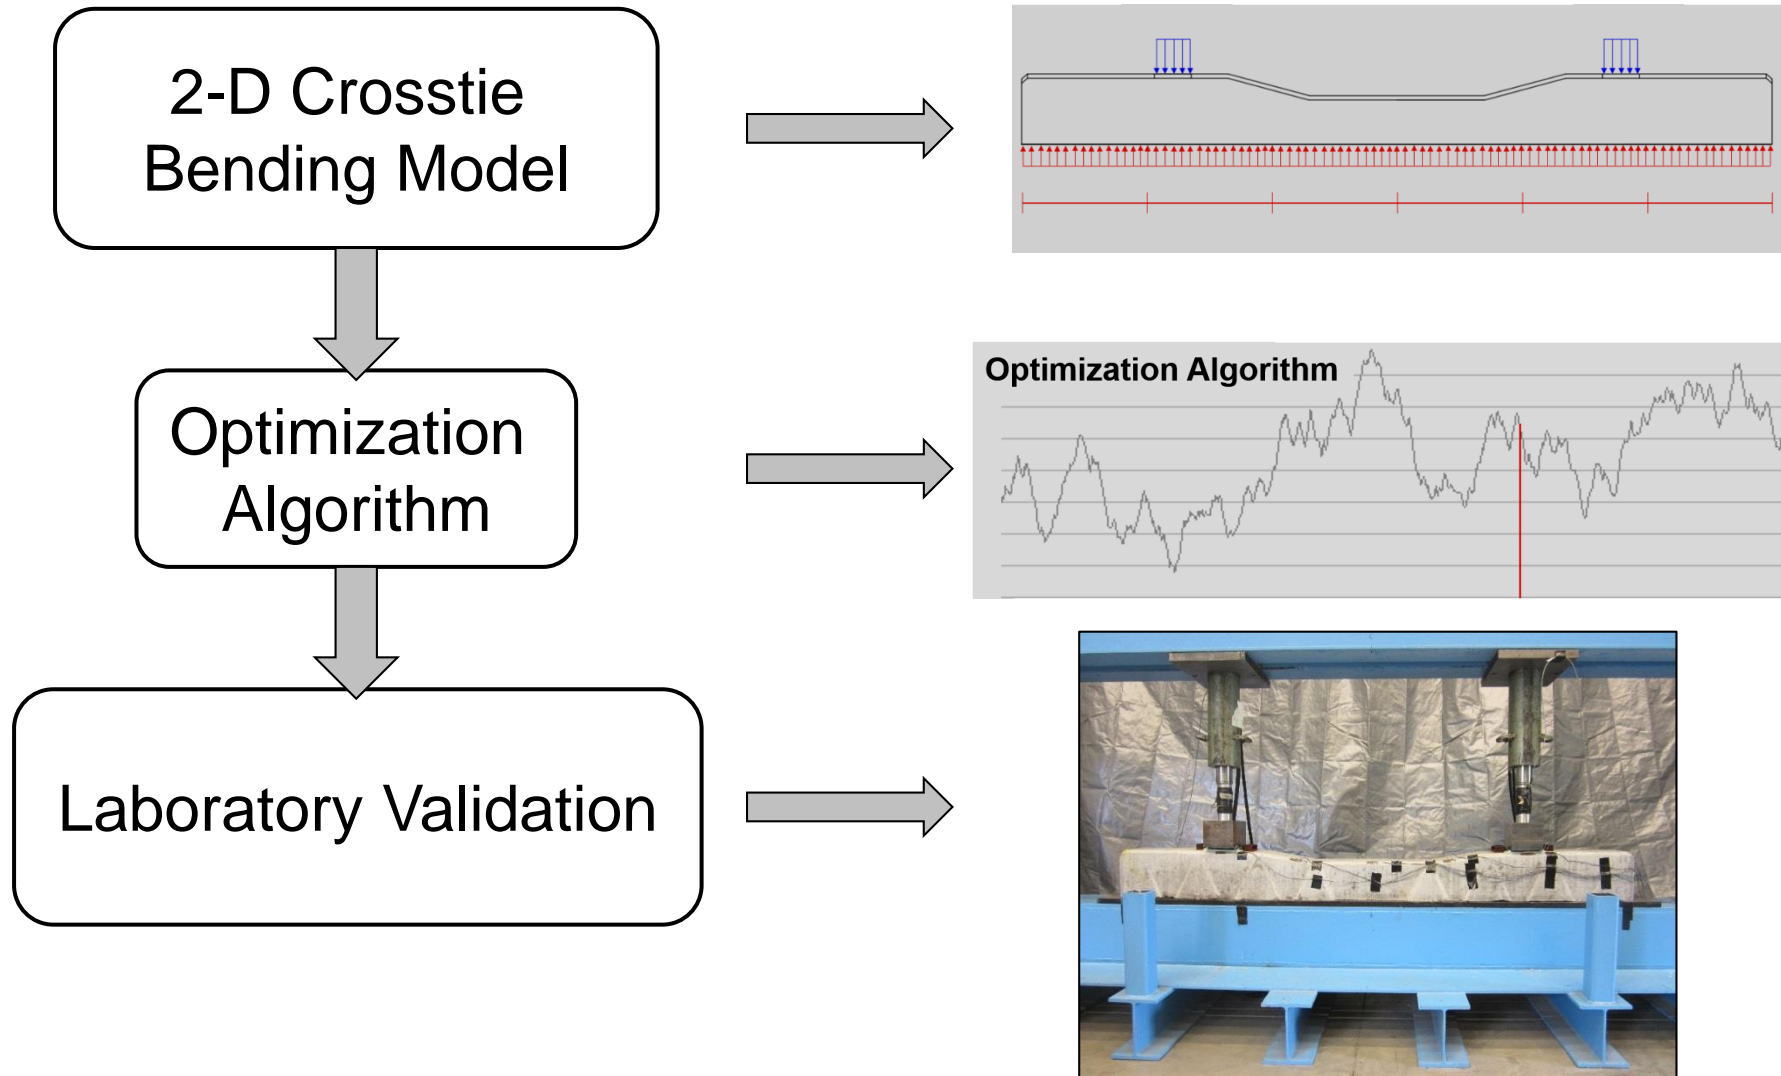 2-D Crosstie
Bending Model
Optimization
Algorithm
Optimization Algorithm
Laboratory Validation